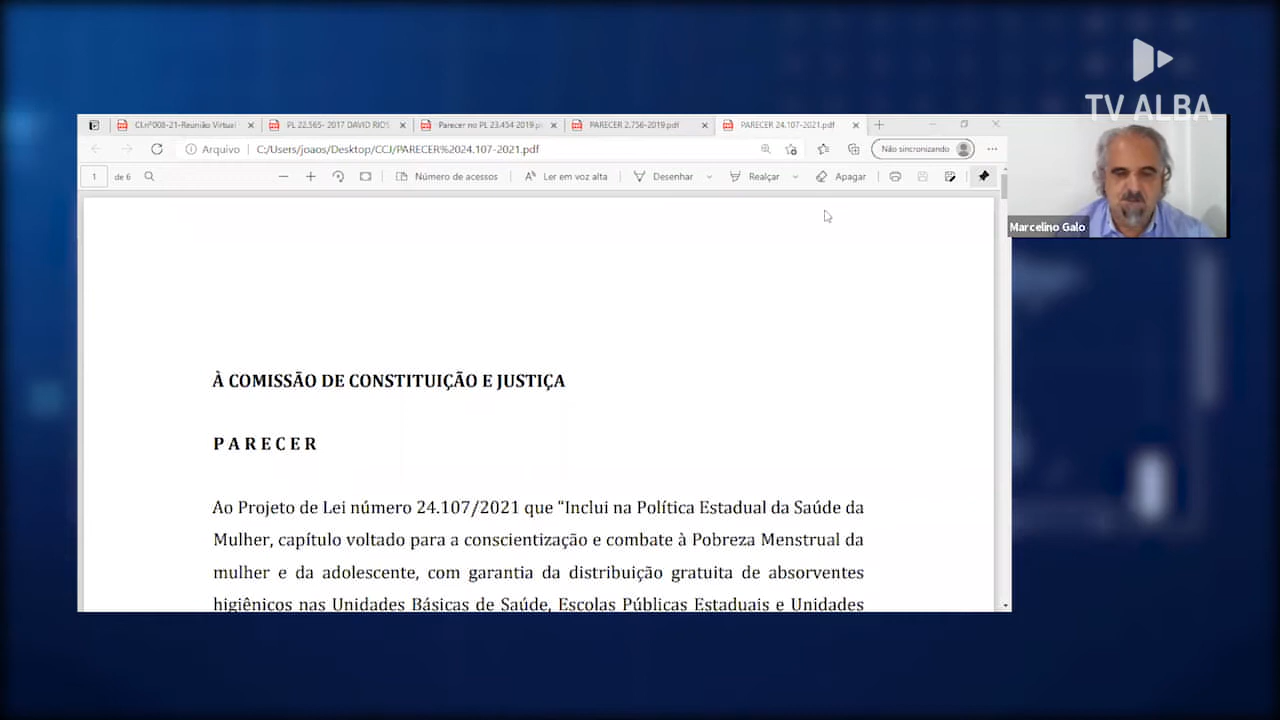 TV ALBA
CI.nº008-21-Reunião Virtual
PL 22.565- 2017 DAVID RIOS
Parecer no PL 23.454 2019.p
PARECER 2.756-2019.pdf
PARECER 24.107-2021.pdf
Arquivo
C:/Users/joaos/Desktop/CCJ/PARECER%2024.107-2021.pdf
Não sincronizando
1 de 6
Número de acessos
Ler em voz alta
Desenhar
Realçar
Apagar
Marcelino Galo
À COMISSÃO DE CONSTITUIÇÃO E JUSTIÇA
P A R E C E R
Ao Projeto de Lei número 24.107/2021 que “Inclui na Política Estadual da Saúde da
Mulher, capítulo voltado para a conscientização e combate à Pobreza Menstrual da
mulher e da adolescente, com garantia da distribuição gratuita de absorventes
higiênicos nas Unidades Básicas de Saúde, Escolas Públicas Estaduais e Unidades